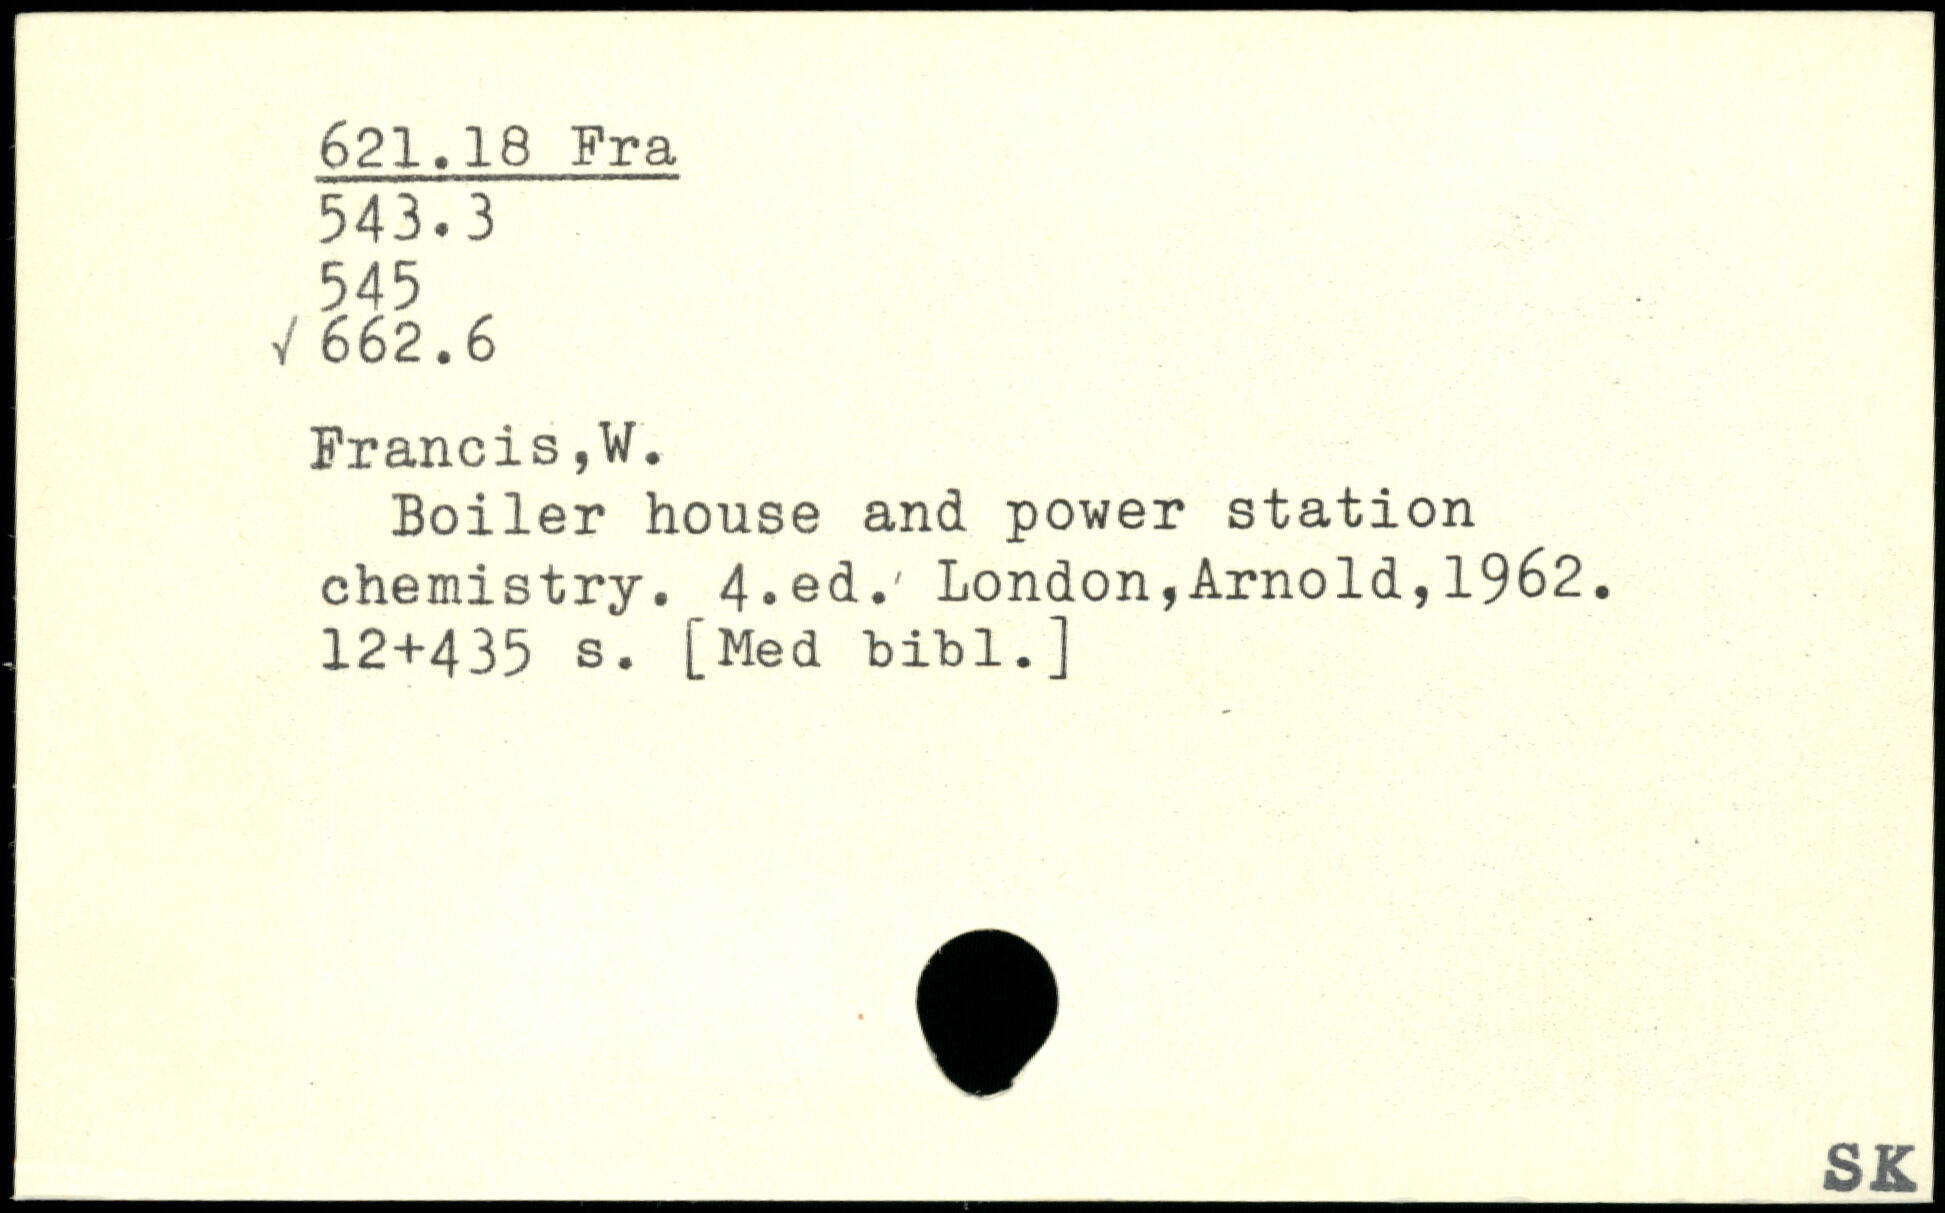 621.18 Fra
543.3
545
√ 662.6
Francis,W.
Boiler house and power station
chemistry. 4.ed. London,Arnold,1962.
12+435 s. [Med bibl.]
SK